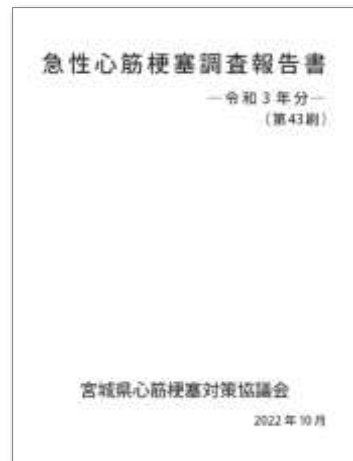 急性心筋梗塞調査報告書
―令和3年分―
（第43刷）
宮城県心筋梗塞対策協議会
2022年10月